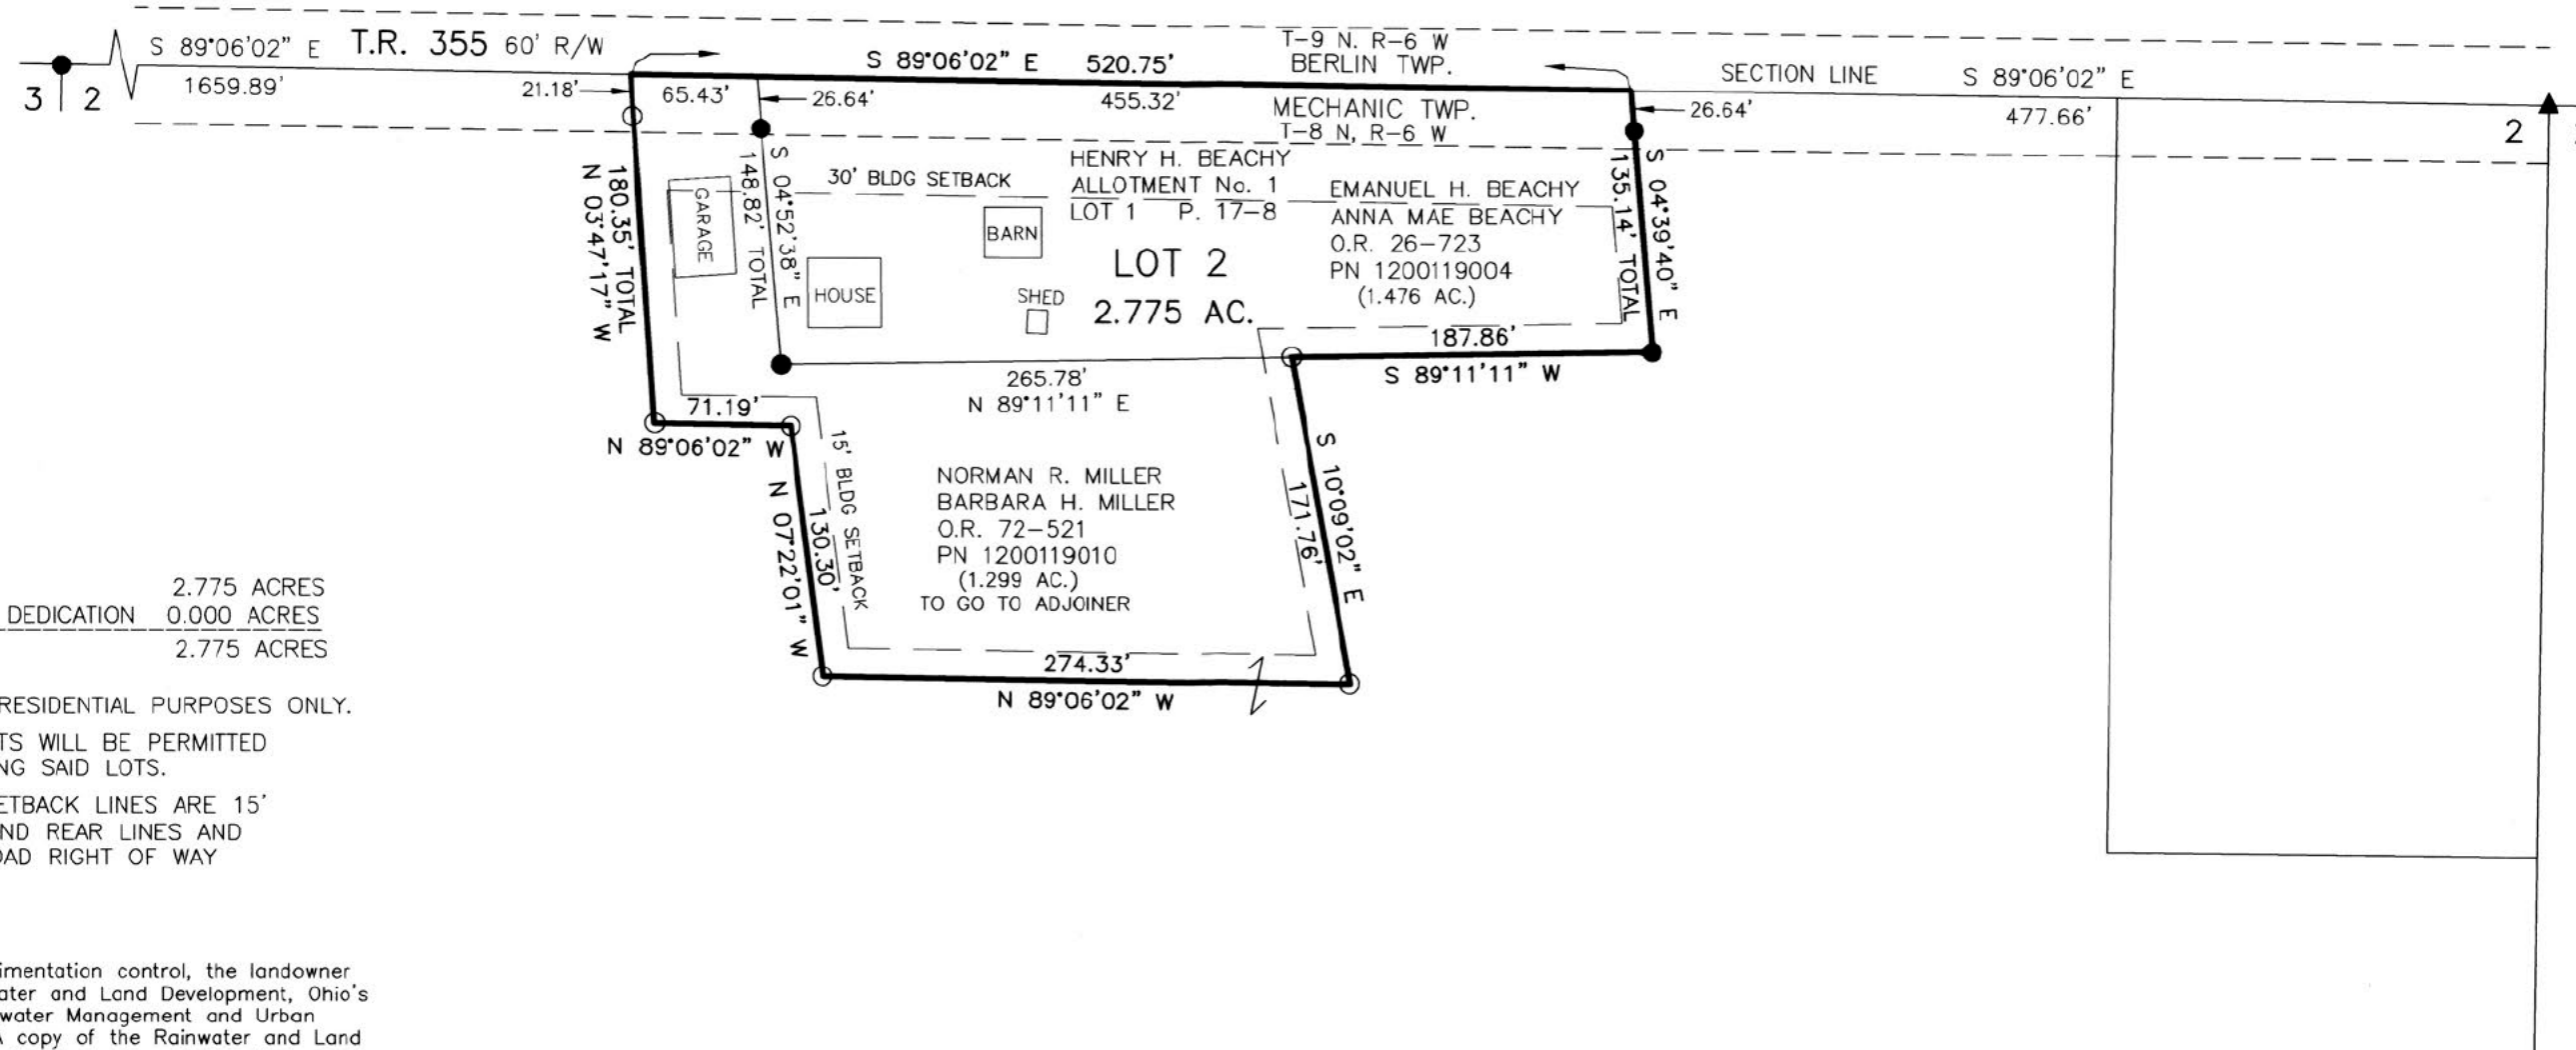 S 89°06'02" E
T.R. 355 60' R/W
1659.89'
3 2
21.18'
S 89°06'02" E 520.75'
65.43'
26.64'
455.32'
T-9 N. R-6 W
BERLIN TWP.
MECHANIC TWP.
T-8 N, R-6 W
SECTION LINE
S 89°06'02" E
26.64'
477.66'
2
180.35' TOTAL
N 03°47'17" W
GARAGE
148.82' TOTAL
S 04°52'38" E
30' BLDG SETBACK
HENRY H. BEACHY
ALLOTMENT No. 1
LOT 1 P. 17-8
EMANUEL H. BEACHY
ANNA MAE BEACHY
O.R. 26-723
PN 1200119004
(1.476 AC.)
BARN
HOUSE
SHED
LOT 2
2.775 AC.
135.14' TOTAL
S 04°39'40" E
187.86'
S 89°11'11" W
265.78'
N 89°11'11" E
71.19'
N 89°06'02" W
15' BLDG SETBACK
130.30'
N 07°22'01" W
NORMAN R. MILLER
BARBARA H. MILLER
O.R. 72-521
PN 1200119010
(1.299 AC.)
TO GO TO ADJOINER
S 10°09'02" E
171.76'
274.33'
N 89°06'02" W
2.775 ACRES
DEDICATION 0.000 ACRES
2.775 ACRES
RESIDENTIAL PURPOSES ONLY.
TS WILL BE PERMITTED
NG SAID LOTS.
ETBACK LINES ARE 15'
ND REAR LINES AND
OAD RIGHT OF WAY
imentation control, the landowner
ater and Land Development, Ohio's
water Management and Urban
A copy of the Rainwater and Land